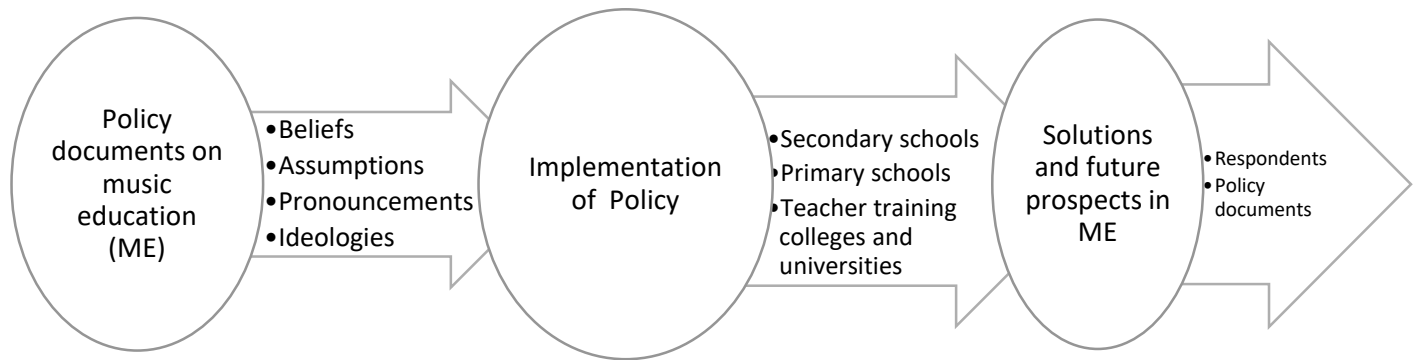 Policy
documents on
music
education
(ME)
•Beliefs
•Assumptions
•Pronouncements
•Ideologies
Implementation
of Policy
•Secondary schools
•Primary schools
•Teacher training
colleges and
universities
Solutions
and future
prospects in
ME
• Respondents
• Policy
documents